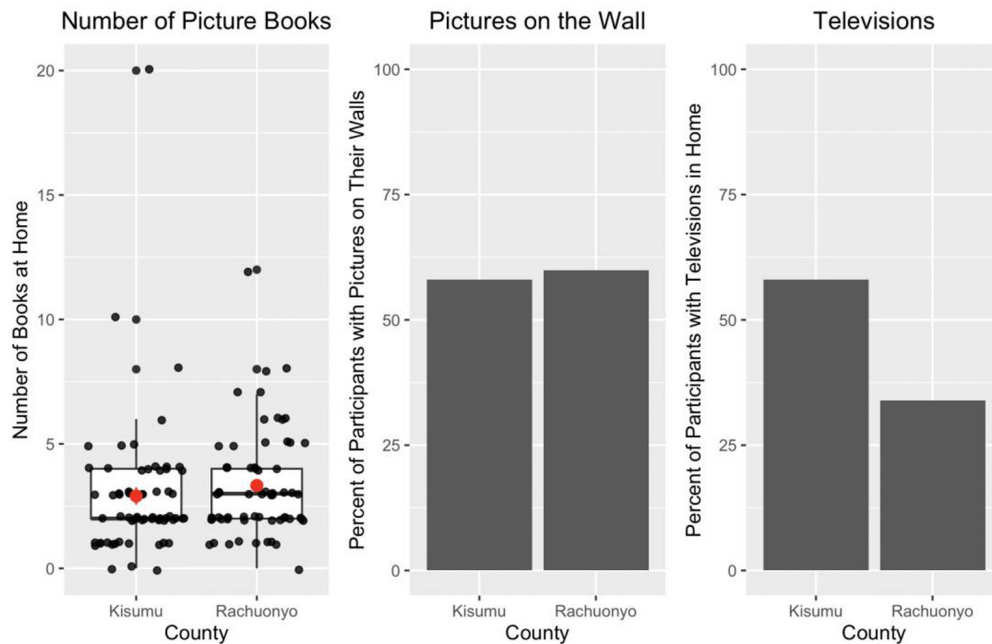 Number of Picture Books
Number of Books at Home
20
15
10
5
0
Kisumu
Rachuonyo
County
Pictures on the Wall
Percent of Participants with Pictures on Their Walls
100
75
50
25
0
Kisumu
Rachuonyo
County
Televisions
Percent of Participants with Televisions in Home
100
75
50
25
0
Kisumu
Rachuonyo
County